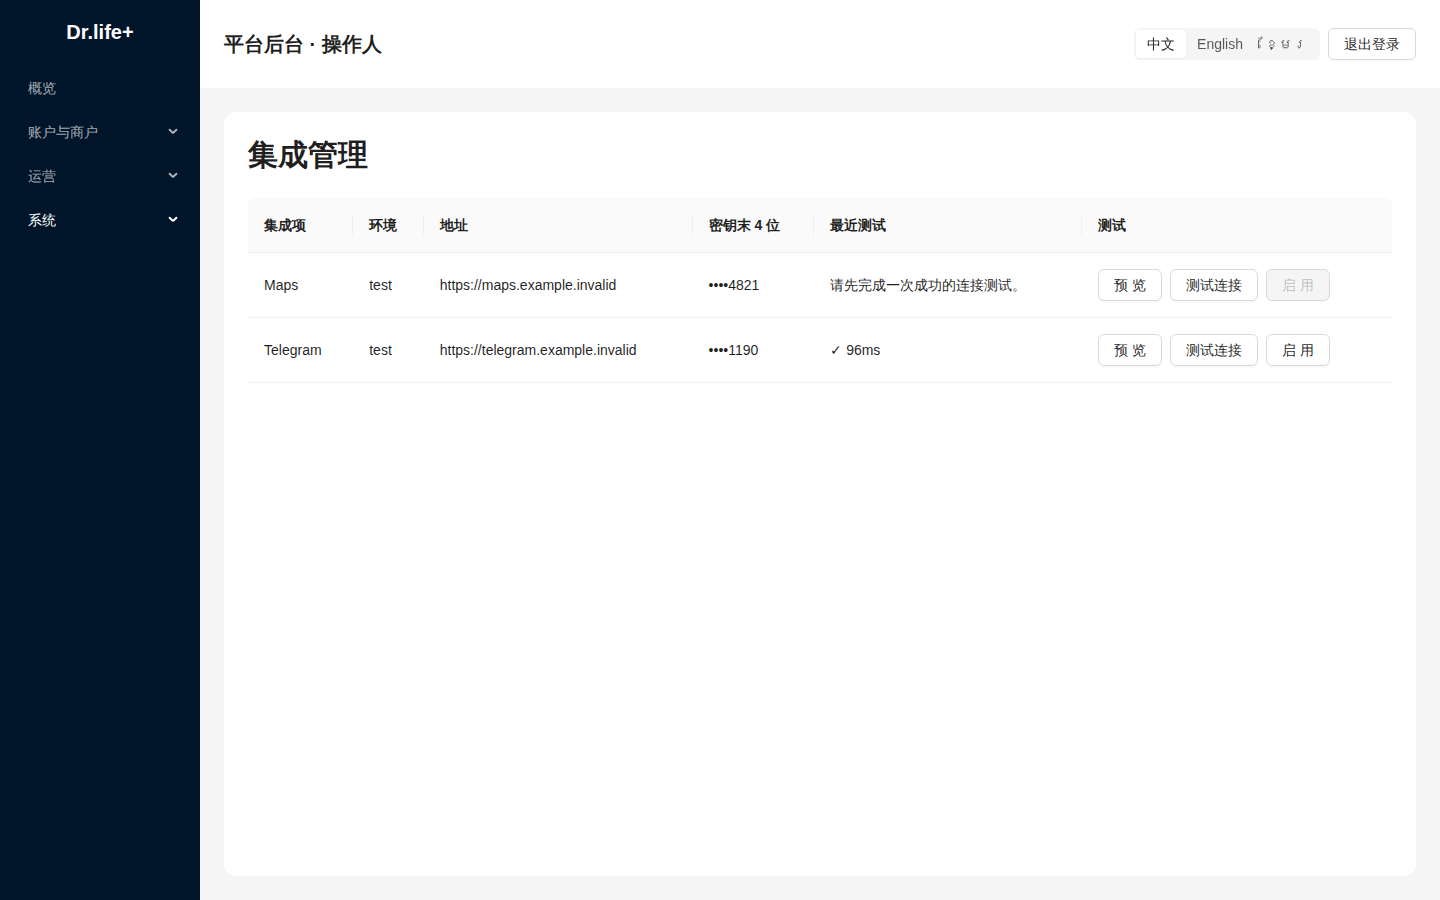 Dr.life+
概览
账户与商户
运营
系统
平台后台 · 操作人
中文 English ខ្មែរ 退出登录
集成管理
集成项 环境 地址 密钥末 4 位 最近测试 测试
Maps test https://maps.example.invalid ••••4821 请先完成一次成功的连接测试。 预 览 测试连接 启 用
Telegram test https://telegram.example.invalid ••••1190 ✓ 96ms 预 览 测试连接 启 用